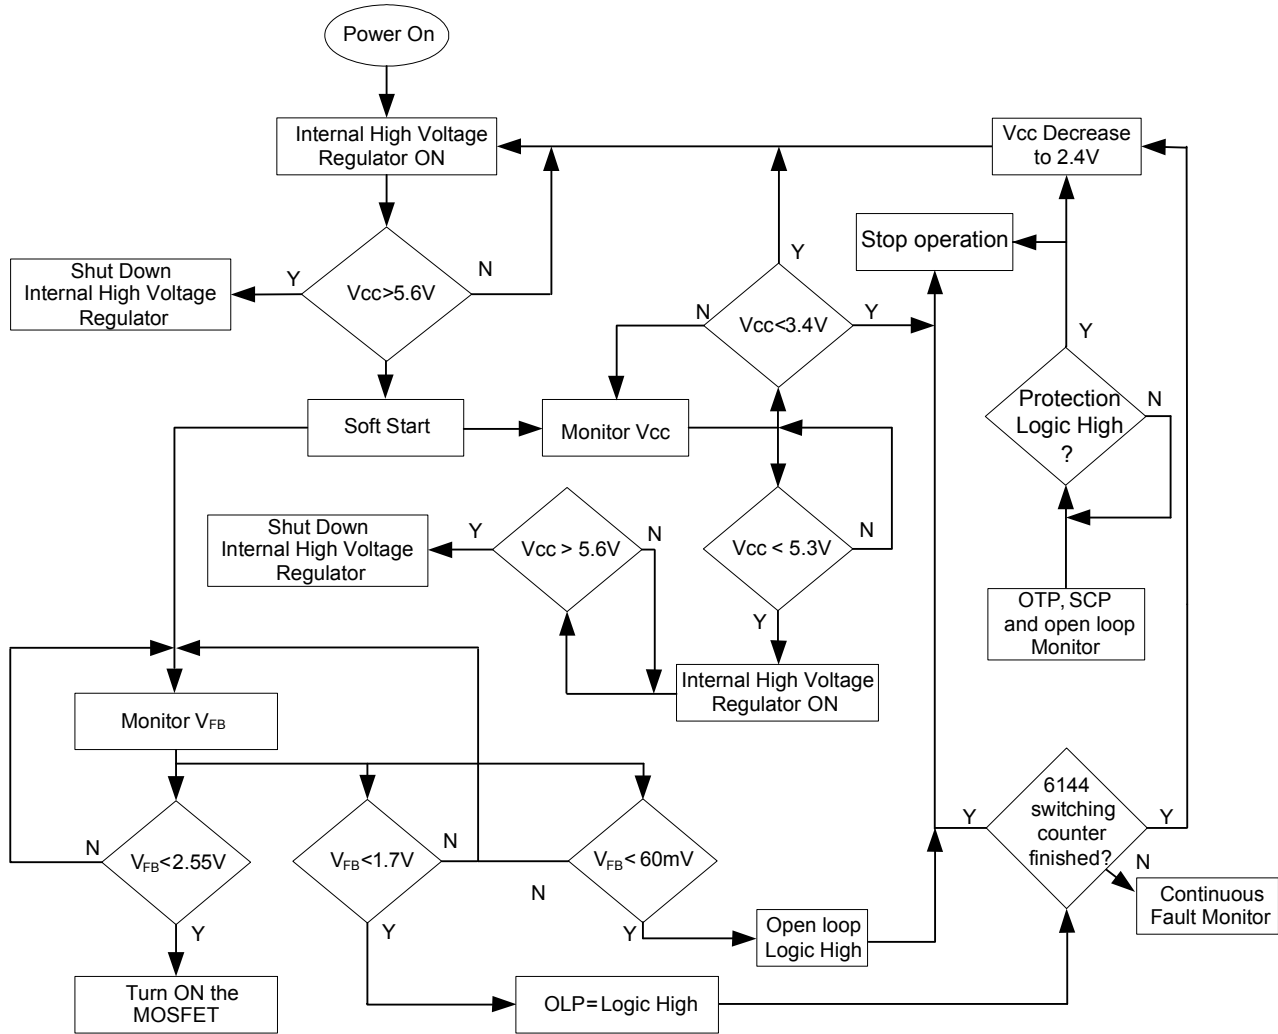 Power On
Internal High Voltage
Regulator ON
Vcc Decrease
to 2.4V
Stop operation
Y
Shut Down
Internal High Voltage
Regulator
Y
Vcc>5.6V
N
N
Vcc<3.4V
Y
Y
Protection
Logic High
?
N
Soft Start
Monitor Vcc
Shut Down
Internal High Voltage
Regulator
Y
Vcc > 5.6V
N
Vcc < 5.3V
N
Y
OTP, SCP
and open loop
Monitor
Internal High Voltage
Regulator ON
Monitor VFB
N
VFB<2.55V
Y
VFB<1.7V
N
Y
VFB< 60mV
N
Y
Y
6144
switching
counter
finished?
Y
N
Continuous
Fault Monitor
Open loop
Logic High
Turn ON the
MOSFET
OLP=Logic High